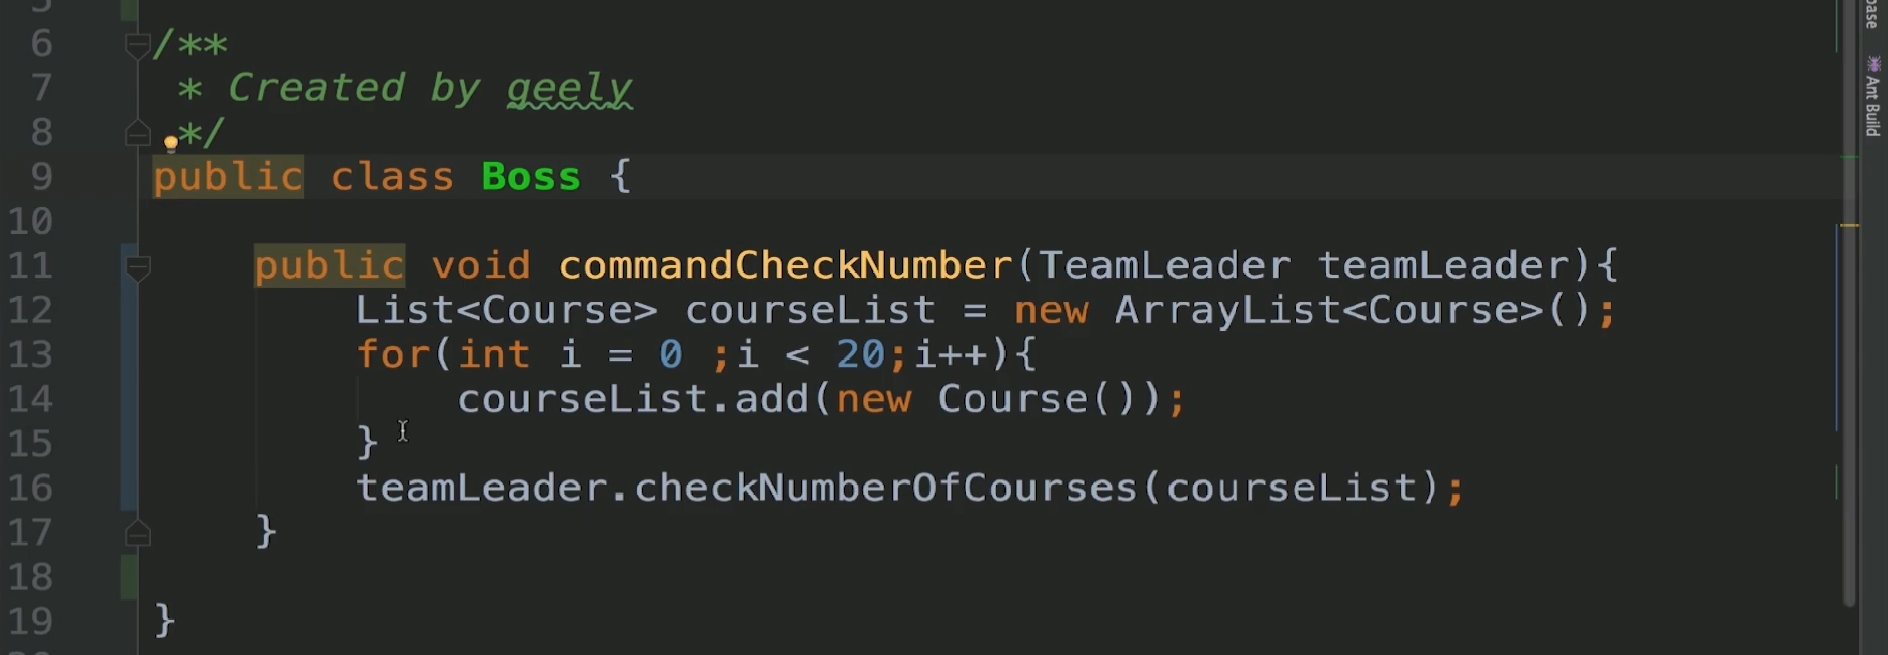 6 /**
7  * Created by geely
8  */
9 public class Boss {
10
11     public void commandCheckNumber(TeamLeader teamLeader){
12         List<Course> courseList = new ArrayList<Course>();
13         for(int i = 0 ;i < 20;i++){
14             courseList.add(new Course());
15         }
16         teamLeader.checkNumberOfCourses(courseList);
17     }
18
19 }
Ant Build